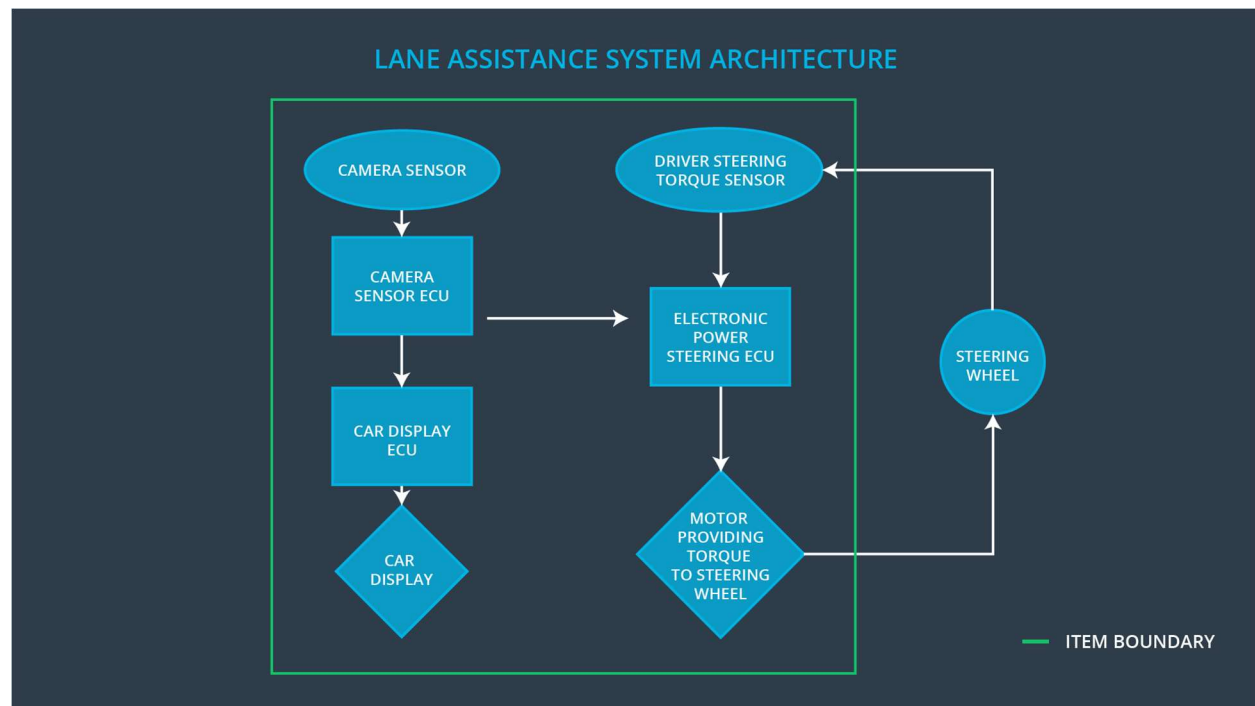 LANE ASSISTANCE SYSTEM ARCHITECTURE
CAMERA SENSOR
CAMERA
SENSOR ECU
CAR DISPLAY
ECU
CAR
DISPLAY
DRIVER STEERING
TORQUE SENSOR
ELECTRONIC
POWER
STEERING ECU
MOTOR
PROVIDING
TORQUE
TO STEERING
WHEEL
STEERING
WHEEL
ITEM BOUNDARY